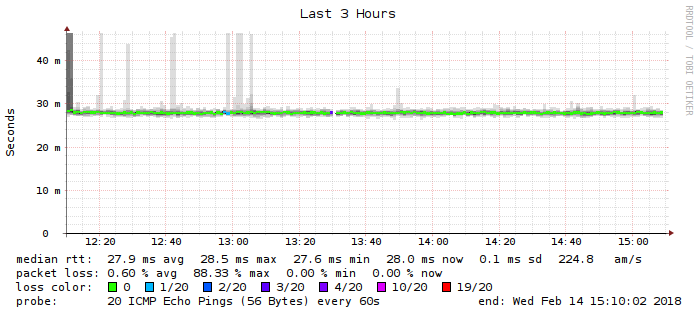 Last 3 Hours
RRDTOOL / TOBI OETIKER
Seconds
40 m
30 m
20 m
10 m
0
12:20 12:40 13:00 13:20 13:40 14:00 14:20 14:40 15:00
median rtt: 27.9 ms avg 28.5 ms max 27.6 ms min 28.0 ms now 0.1 ms sd 224.8 am/s
packet loss: 0.60 % avg 88.33 % max 0.00 % min 0.00 % now
loss color: 0 1/20 2/20 3/20 4/20 10/20 19/20
probe: 20 ICMP Echo Pings (56 Bytes) every 60s end: Wed Feb 14 15:10:02 2018